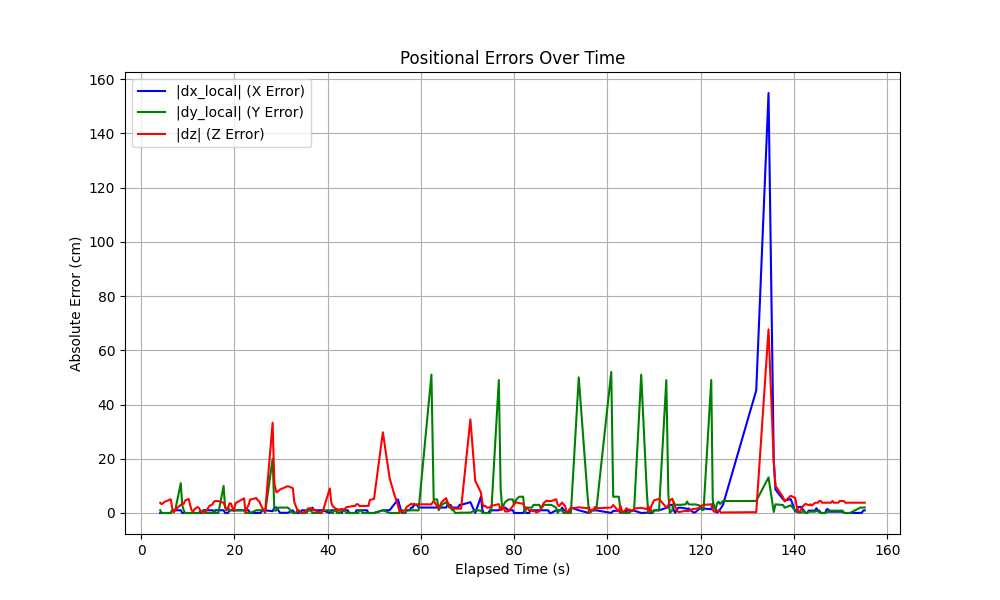 Positional Errors Over Time
|dx_local| (X Error)
|dy_local| (Y Error)
|dz| (Z Error)
Absolute Error (cm)
160
140
120
100
80
60
40
20
0
0 20 40 60 80 100 120 140 160
Elapsed Time (s)